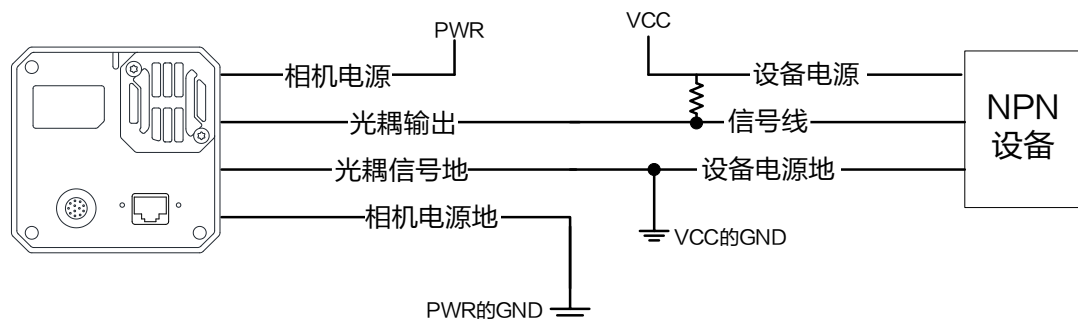 PWR
VCC
相机电源
设备电源
光耦输出
信号线
NPN
设备
光耦信号地
设备电源地
相机电源地
VCC的GND
PWR的GND